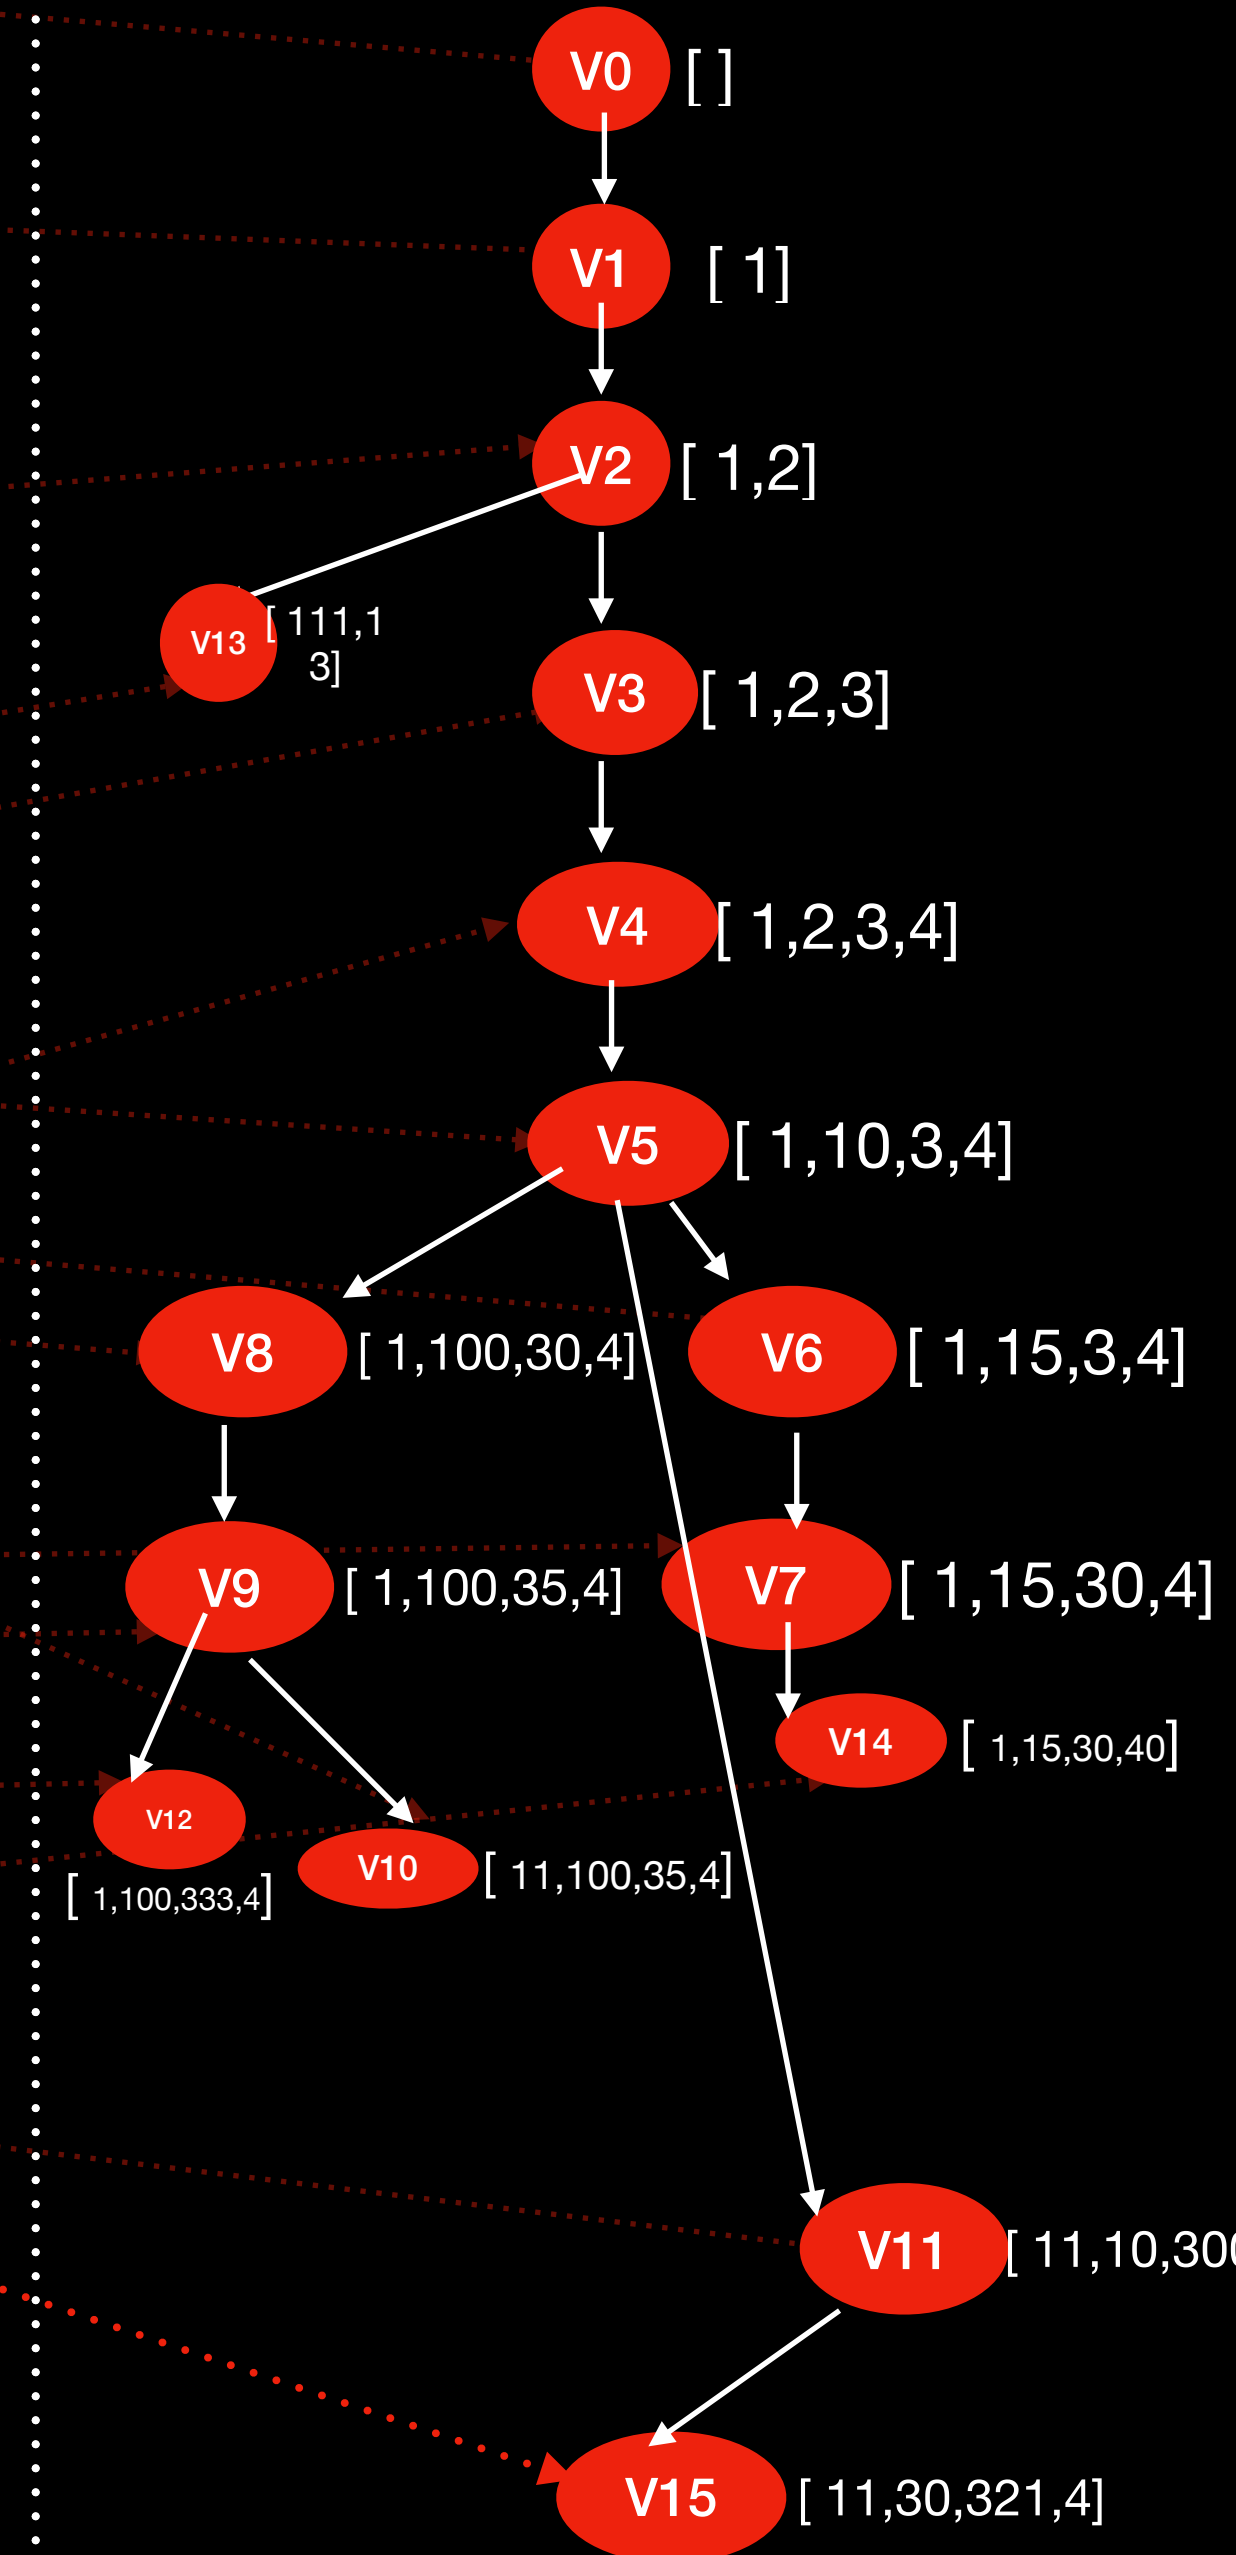 V0 [ ]
V1 [ 1]
V2 [ 1,2]
V13 [ 111,1
3]
V3 [ 1,2,3]
V4 [ 1,2,3,4]
V5 [ 1,10,3,4]
V8 [ 1,100,30,4] V6 [ 1,15,3,4]
V9 [ 1,100,35,4] V7 [ 1,15,30,4]
V14 [ 1,15,30,40]
V12
V10 [ 11,100,35,4]
[ 1,100,333,4]
V11 [ 11,10,300
V15 [ 11,30,321,4]